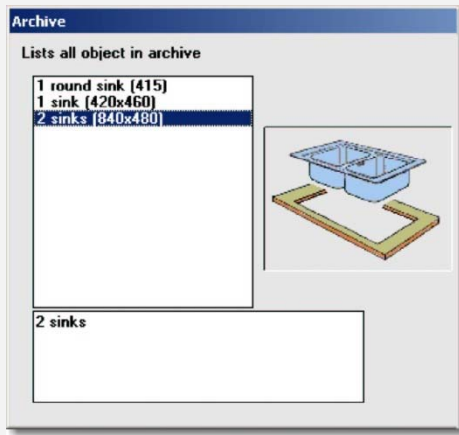 Archive
Lists all object in archive
1 round sink (415)
1 sink (420x460)
2 sinks (840x480)
2 sinks